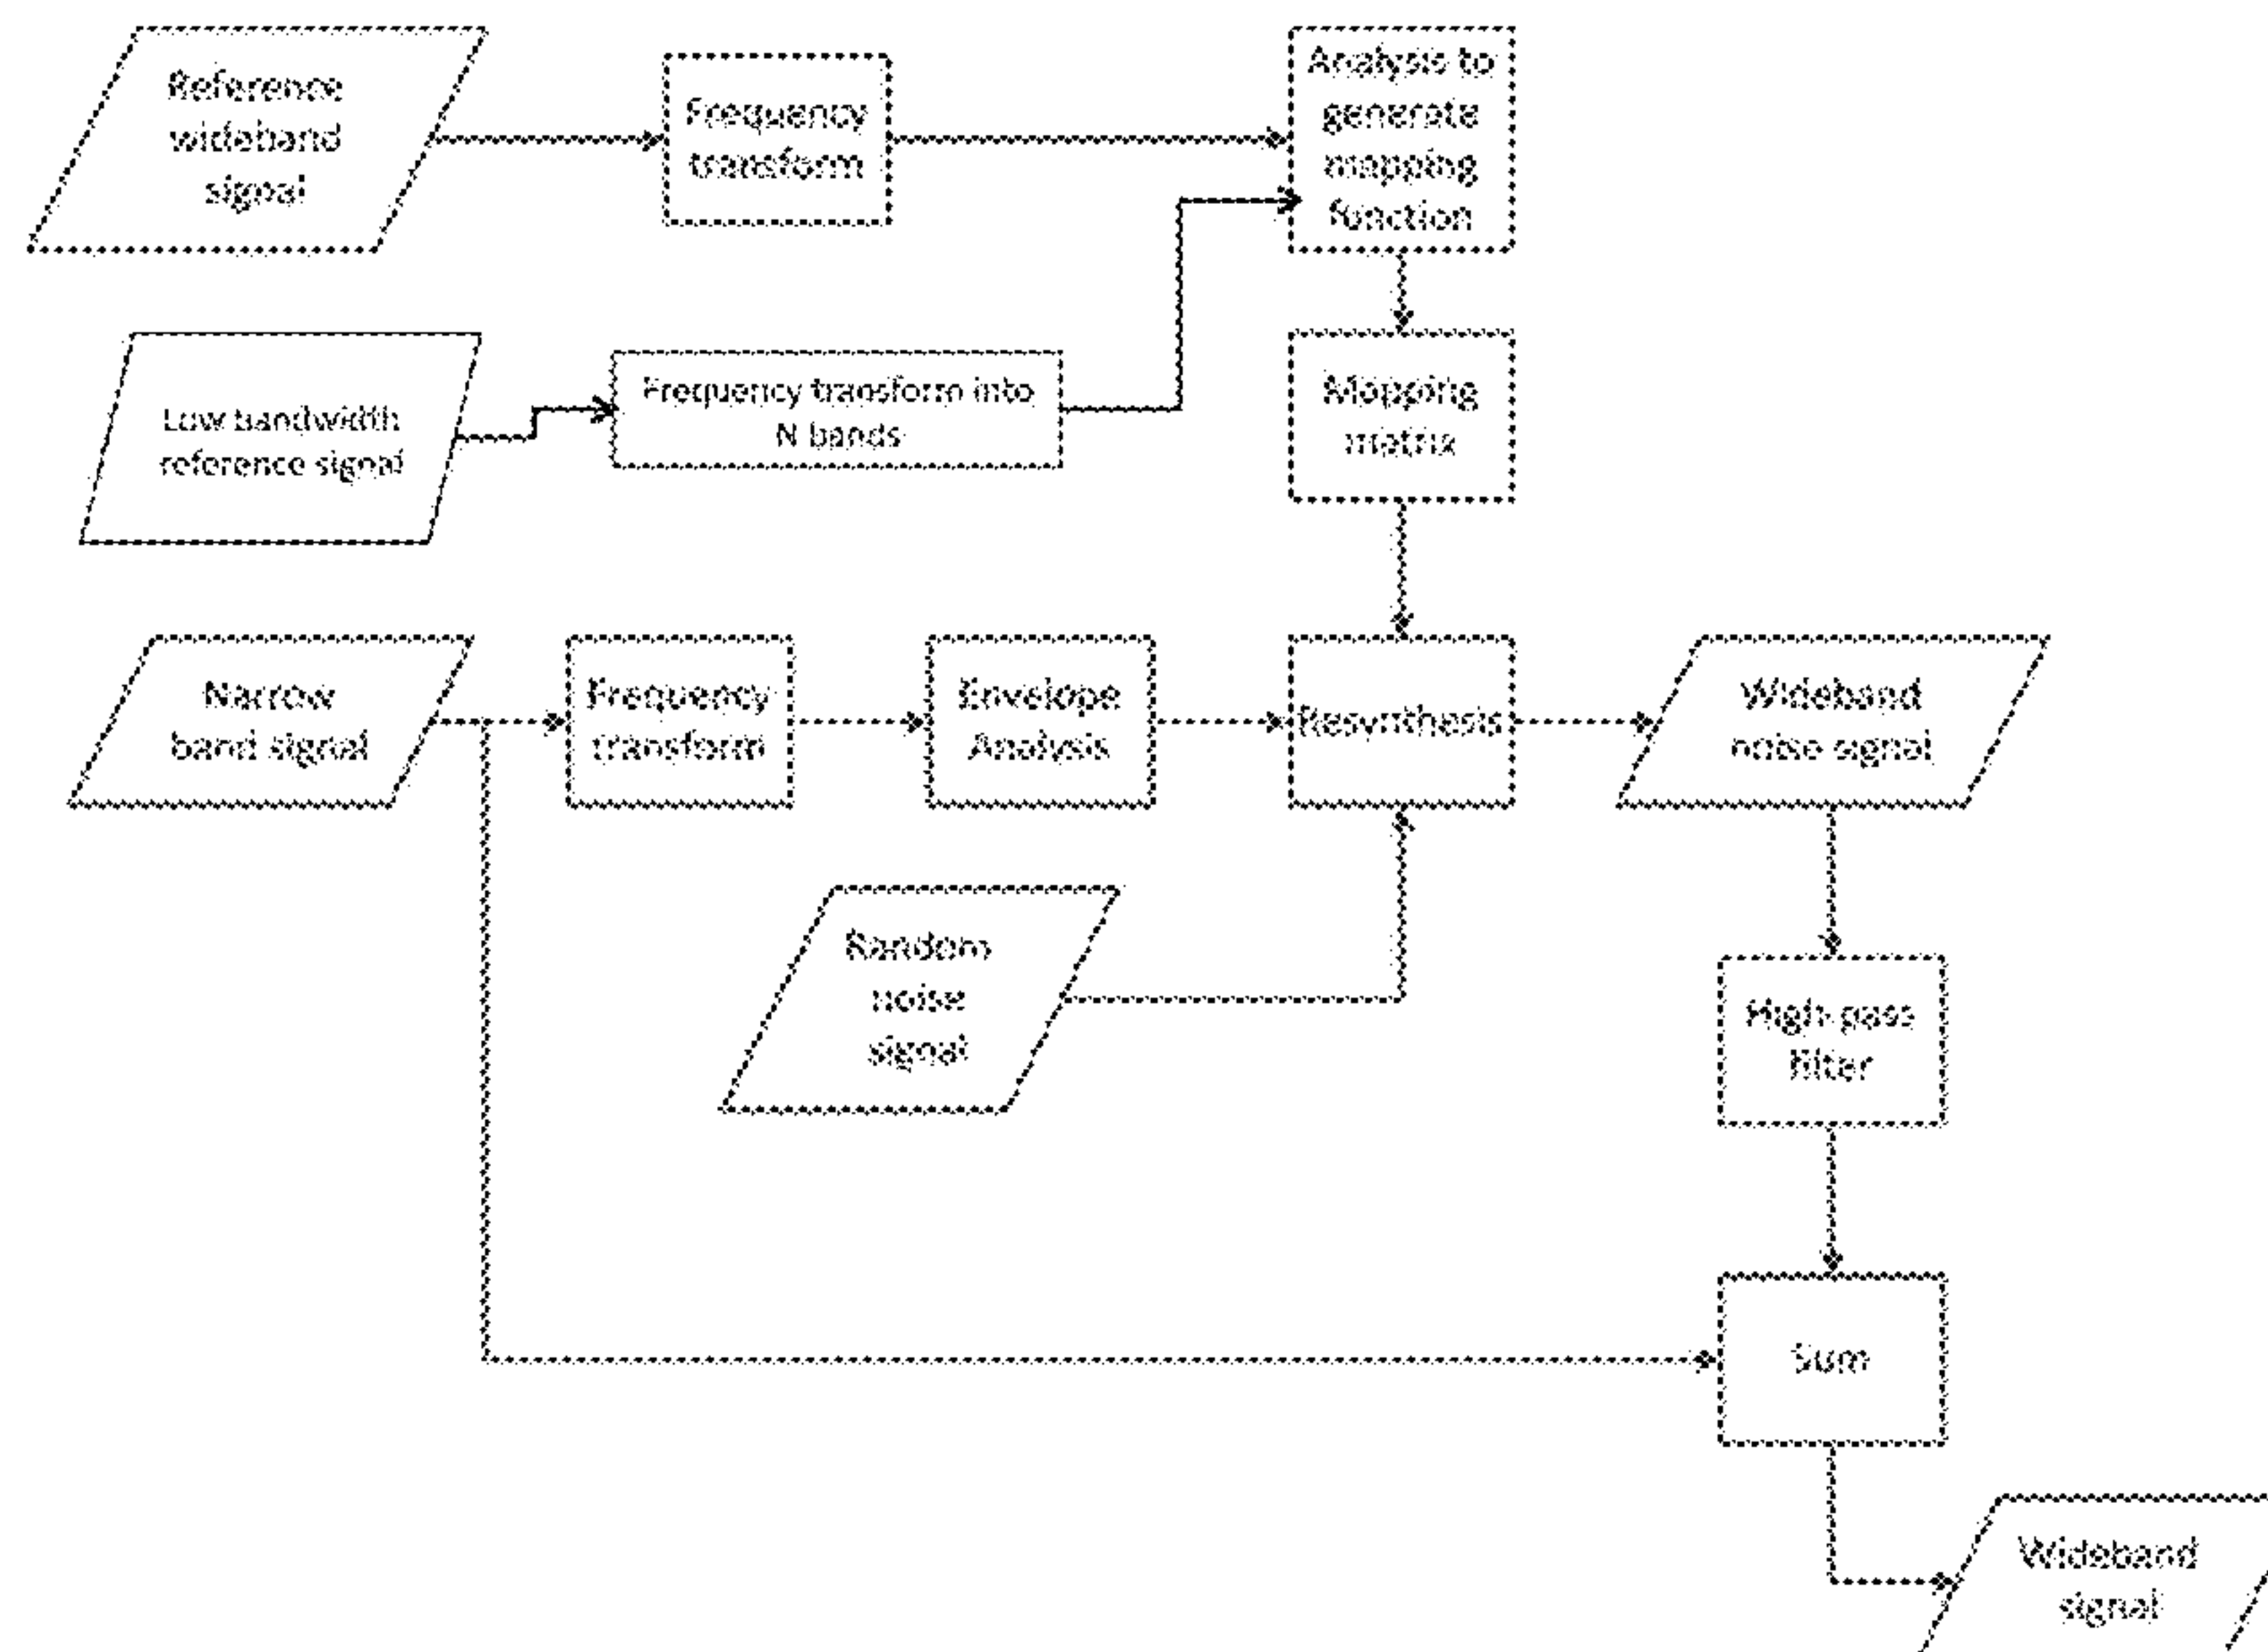 Reference
wideband
signal
Frequency
transform
Analysis to
generate
mapping
function
Low bandwidth
reference signal
Frequency transform into
N bands
Mapping
matrix
Narrow
band signal
Frequency
transform
Envelope
Analysis
Resynthesis
Wideband
noise signal
Random
noise
signal
High pass
filter
Sum
Wideband
signal